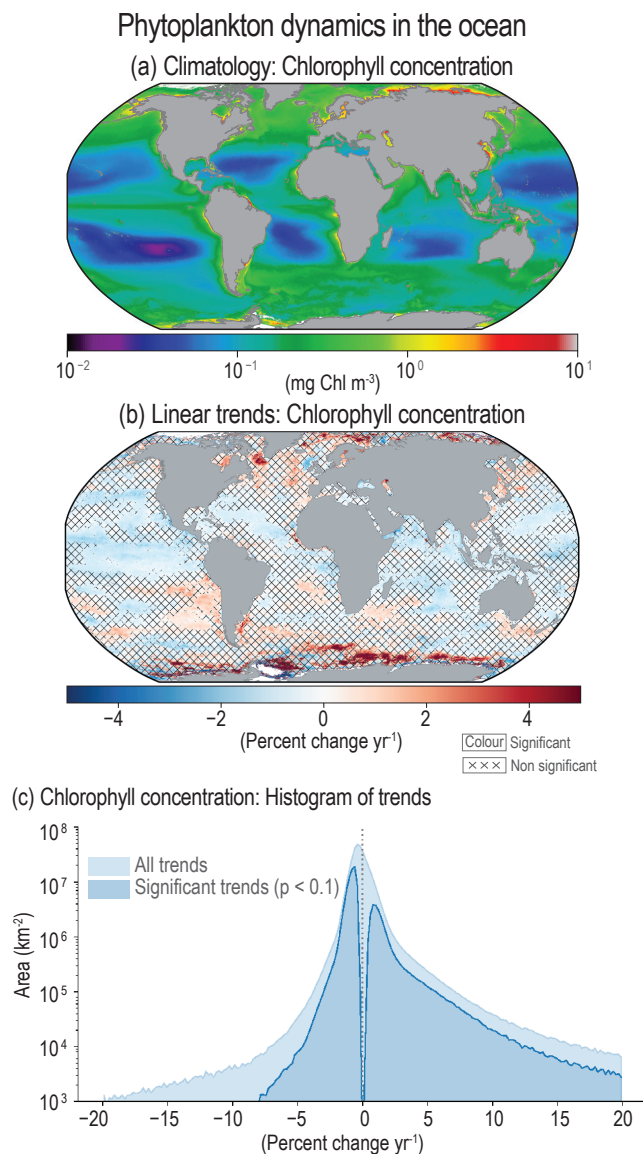 Phytoplankton dynamics in the ocean
(a) Climatology: Chlorophyll concentration
10⁻² 10⁻¹ 10⁰ 10¹
(mg Chl m⁻³)
(b) Linear trends: Chlorophyll concentration
−4 −2 0 2 4
(Percent change yr⁻¹)
Colour Significant
××× Non significant
(c) Chlorophyll concentration: Histogram of trends
10⁸
All trends
10⁷
Significant trends (p < 0.1)
10⁶
Area (km⁻²)
10⁵
10⁴
10³
−20 −15 −10 −5 0 5 10 15 20
(Percent change yr⁻¹)